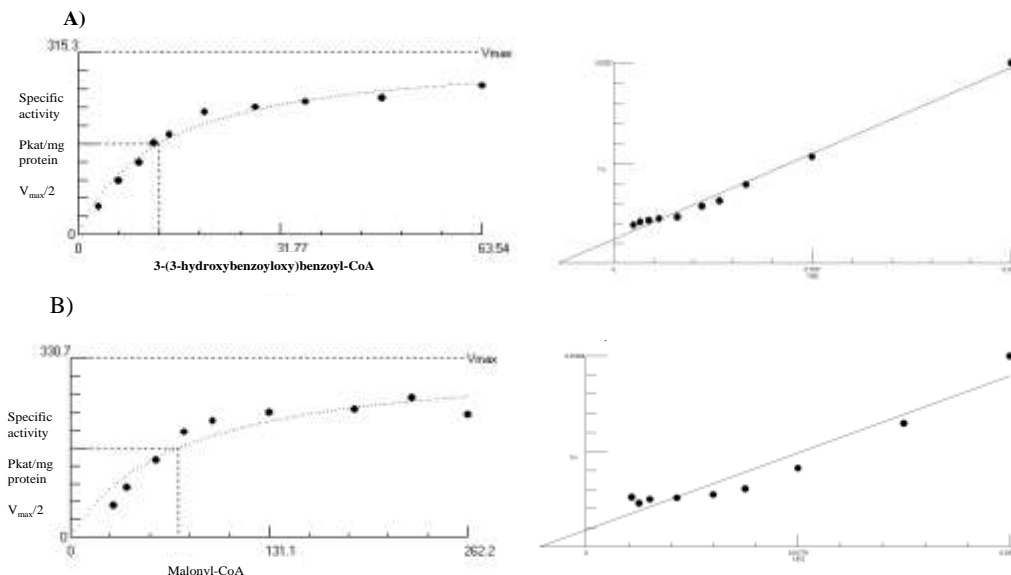 A)
315.3
Vmax
Specific
activity
Pkat/mg
protein
Vmax/2
0
0
31.77
63.54
3-(3-hydroxybenzoyloxy)benzoyl-CoA
0
B)
330.7
Vmax
Specific
activity
Pkat/mg
protein
Vmax/2
0
0
131.1
262.2
Malonyl-CoA
0